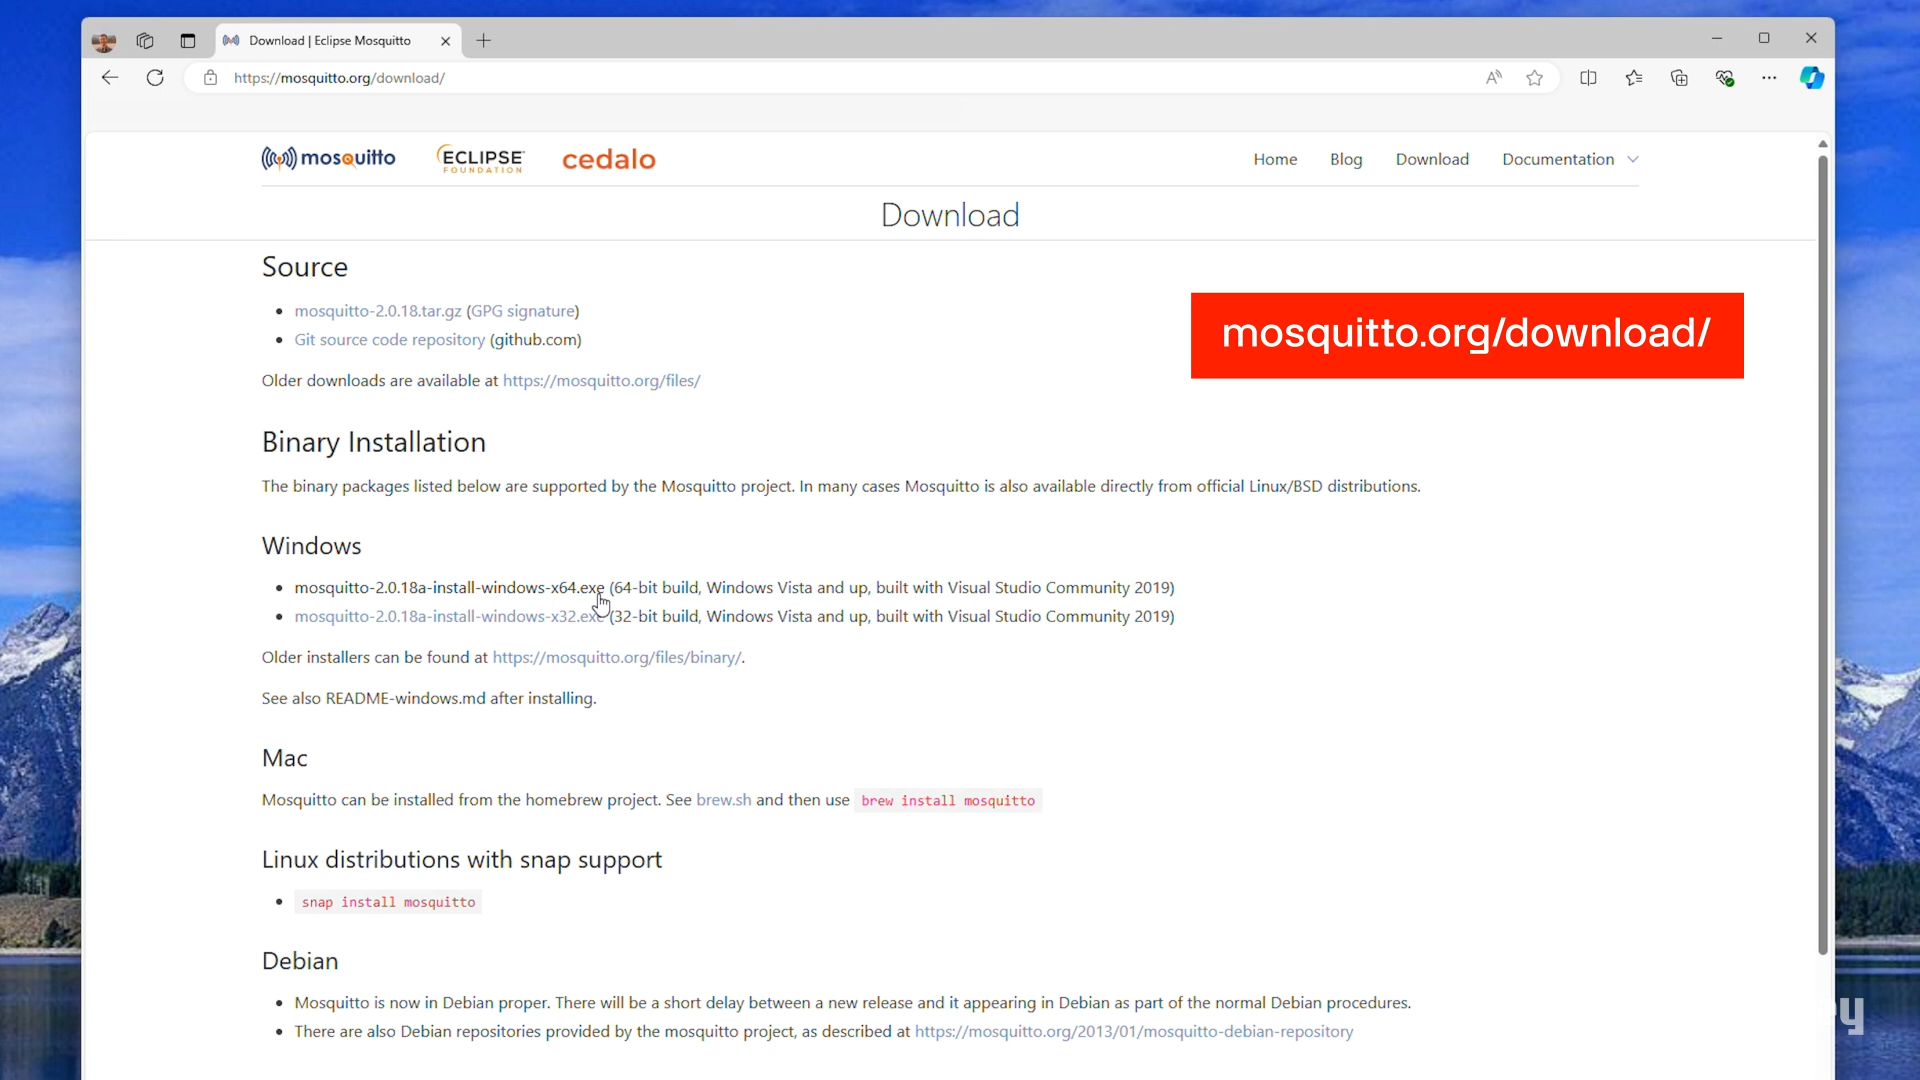 Download | Eclipse Mosquitto
https://mosquitto.org/download/
mosquitto
ECLIPSE
FOUNDATION
cedalo
Home
Blog
Download
Documentation
Download
Source
mosquitto-2.0.18.tar.gz (GPG signature)
Git source code repository (github.com)
mosquitto.org/download/
Older downloads are available at https://mosquitto.org/files/
Binary Installation
The binary packages listed below are supported by the Mosquitto project. In many cases Mosquitto is also available directly from official Linux/BSD distributions.
Windows
mosquitto-2.0.18a-install-windows-x64.exe (64-bit build, Windows Vista and up, built with Visual Studio Community 2019)
mosquitto-2.0.18a-install-windows-x32.exe (32-bit build, Windows Vista and up, built with Visual Studio Community 2019)
Older installers can be found at https://mosquitto.org/files/binary/.
See also README-windows.md after installing.
Mac
Mosquitto can be installed from the homebrew project. See brew.sh and then use brew install mosquitto
Linux distributions with snap support
snap install mosquitto
Debian
Mosquitto is now in Debian proper. There will be a short delay between a new release and it appearing in Debian as part of the normal Debian procedures.
There are also Debian repositories provided by the mosquitto project, as described at https://mosquitto.org/2013/01/mosquitto-debian-repository